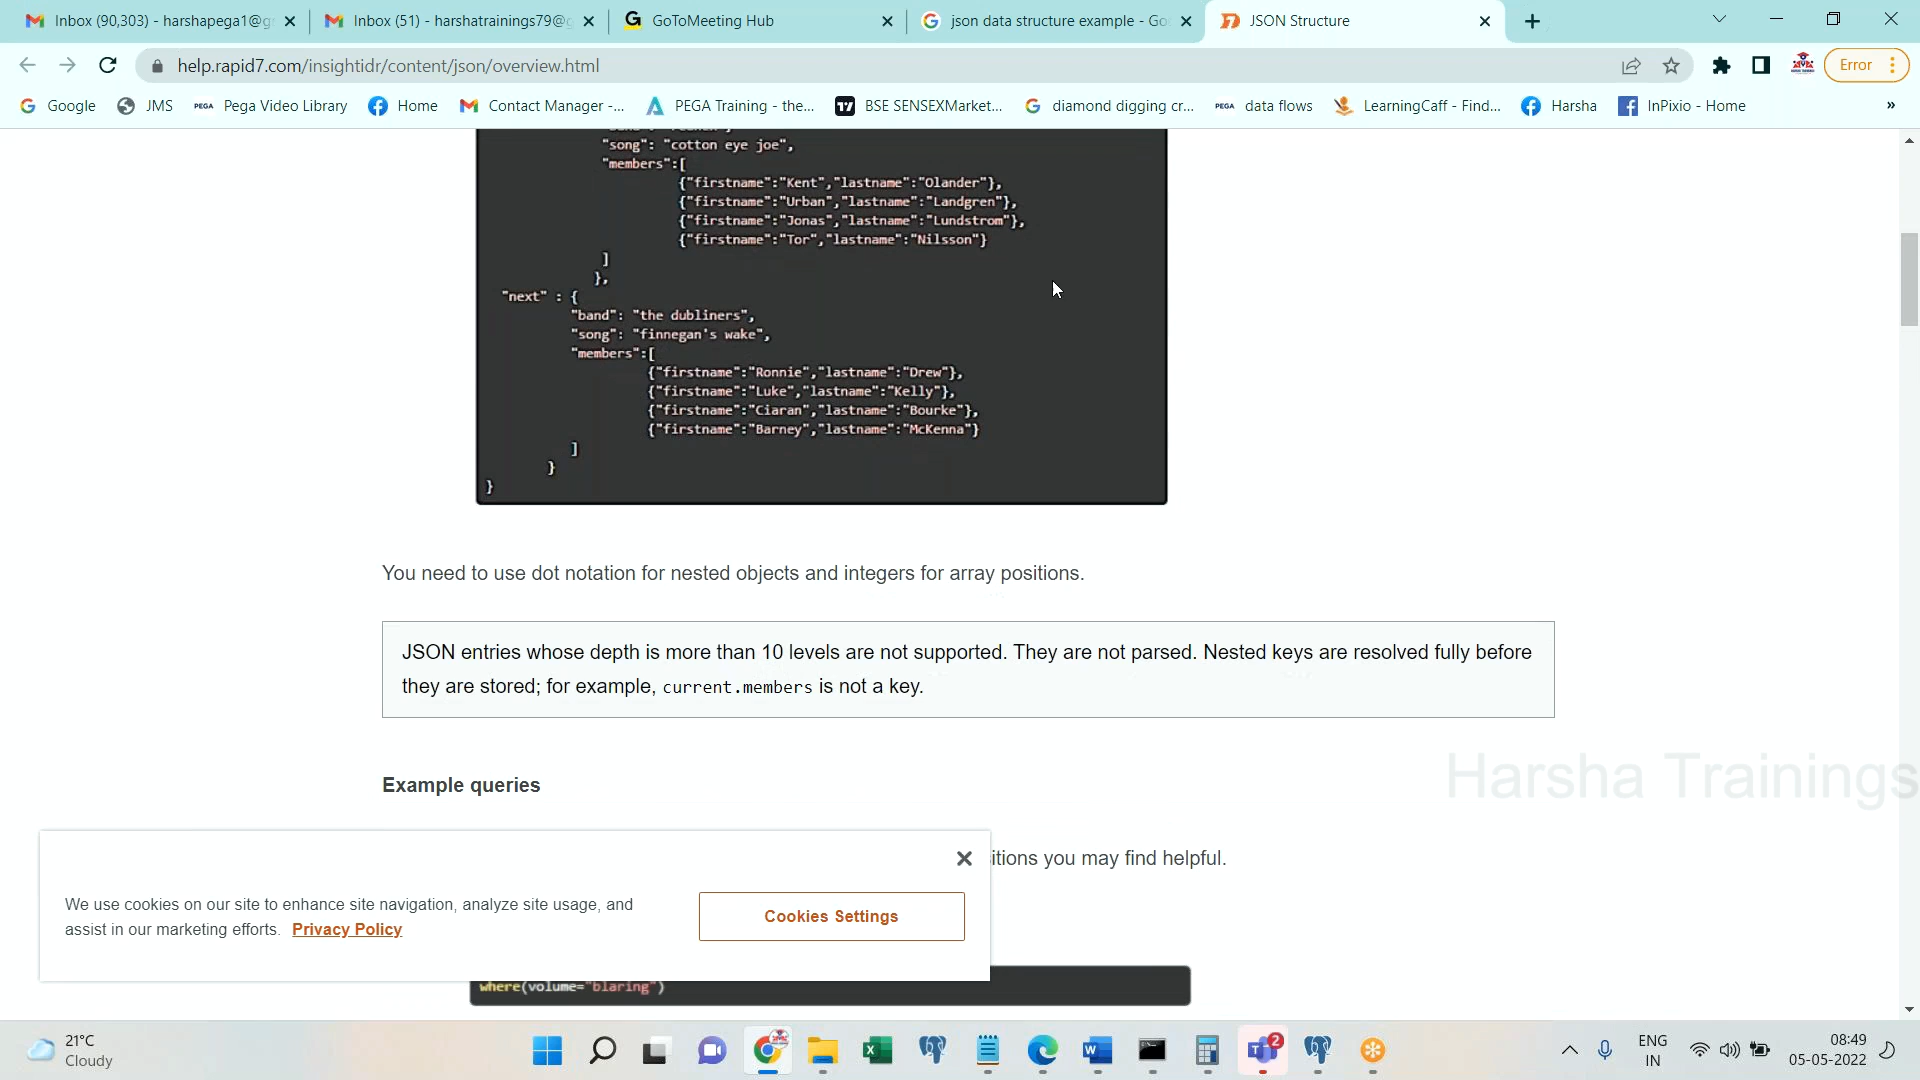 Inbox (90,303) - harshapega1@g
Inbox (51) - harshatrainings79@g
GoToMeeting Hub
json data structure example - Go
JSON Structure
help.rapid7.com/insightidr/content/json/overview.html
Error
Google
JMS
PEGA Pega Video Library
Home
Contact Manager -...
PEGA Training - the...
BSE SENSEXMarket...
diamond digging cr...
PEGA data flows
LearningCaff - Find...
Harsha
InPixio - Home
"song": "cotton eye joe",
"members":[
{"firstname":"Kent","lastname":"Olander"},
{"firstname":"Urban","lastname":"Landgren"},
{"firstname":"Jonas","lastname":"Lundstrom"},
{"firstname":"Tor","lastname":"Nilsson"}
]
},
"next" : {
"band": "the dubliners",
"song": "finnegan's wake",
"members":[
{"firstname":"Ronnie","lastname":"Drew"},
{"firstname":"Luke","lastname":"Kelly"},
{"firstname":"Ciaran","lastname":"Bourke"},
{"firstname":"Barney","lastname":"McKenna"}
]
}
}
You need to use dot notation for nested objects and integers for array positions.
JSON entries whose depth is more than 10 levels are not supported. They are not parsed. Nested keys are resolved fully before
they are stored; for example, current.members is not a key.
Harsha Trainings
Example queries
itions you may find helpful.
We use cookies on our site to enhance site navigation, analyze site usage, and
assist in our marketing efforts. Privacy Policy
Cookies Settings
where(volume="blaring")
21°C
Cloudy
2
ENG
IN
08:49
05-05-2022